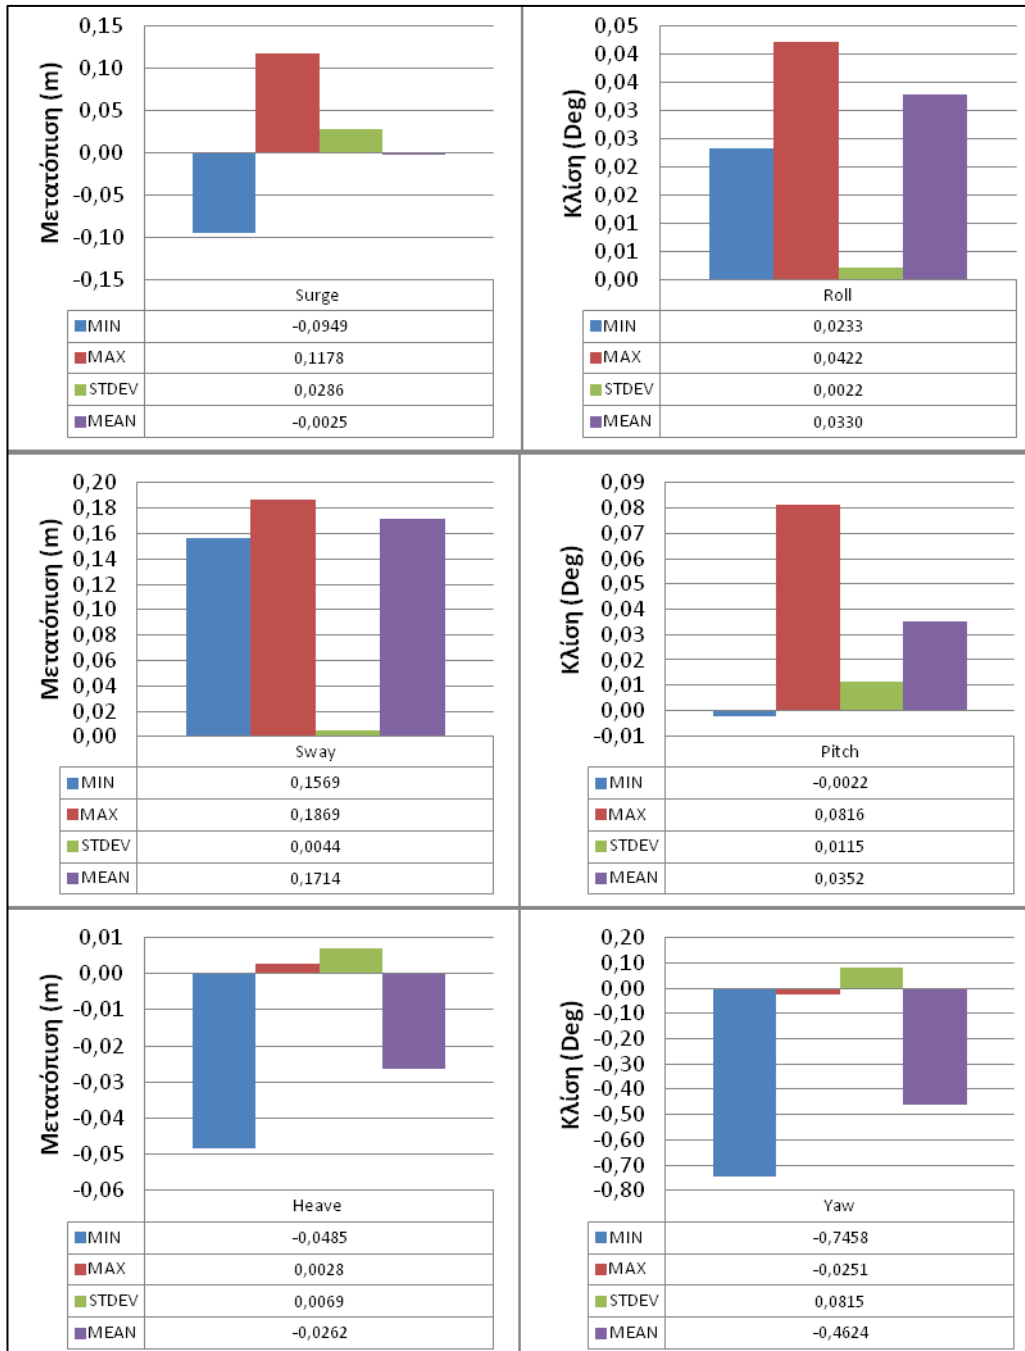 Μετατόπιση (m)
0,15
0,10
0,05
0,00
-0,05
-0,10
-0,15
Surge
MIN -0,0949
MAX 0,1178
STDEV 0,0286
MEAN -0,0025
Κλίση (Deg)
0,05
0,04
0,04
0,03
0,03
0,02
0,02
0,01
0,01
0,00
Roll
MIN 0,0233
MAX 0,0422
STDEV 0,0022
MEAN 0,0330
Μετατόπιση (m)
0,20
0,18
0,16
0,14
0,12
0,10
0,08
0,06
0,04
0,02
0,00
Sway
MIN 0,1569
MAX 0,1869
STDEV 0,0044
MEAN 0,1714
Κλίση (Deg)
0,09
0,08
0,07
0,06
0,05
0,04
0,03
0,02
0,01
0,00
-0,01
Pitch
MIN -0,0022
MAX 0,0816
STDEV 0,0115
MEAN 0,0352
Μετατόπιση (m)
0,01
0,00
-0,01
-0,02
-0,03
-0,04
-0,05
-0,06
Heave
MIN -0,0485
MAX 0,0028
STDEV 0,0069
MEAN -0,0262
Κλίση (Deg)
0,20
0,10
0,00
-0,10
-0,20
-0,30
-0,40
-0,50
-0,60
-0,70
-0,80
Yaw
MIN -0,7458
MAX -0,0251
STDEV 0,0815
MEAN -0,4624